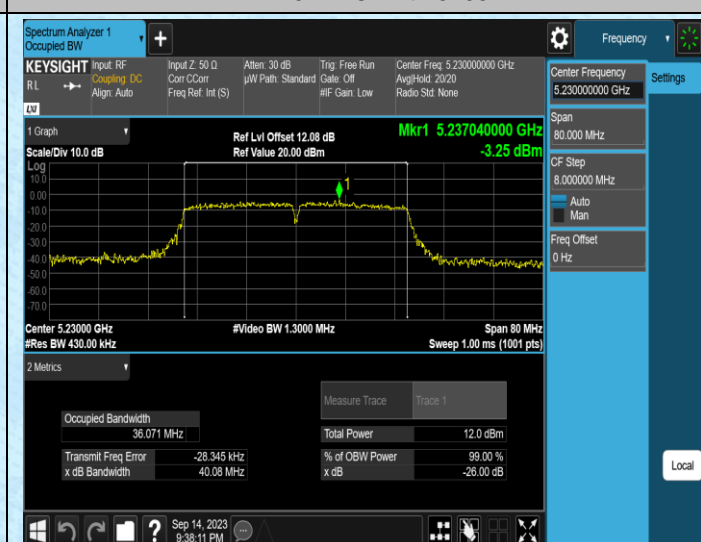 Spectrum Analyzer 1
Occupied BW
Frequency
KEYSIGHT
RL
LXI
Input: RF
Coupling: DC
Align: Auto
Input Z: 50 Ω
Corr CCorr
Freq Ref: Int (S)
Atten: 30 dB
µW Path: Standard
Trig: Free Run
Gate: Off
#IF Gain: Low
Center Freq: 5.230000000 GHz
Avg|Hold: 20/20
Radio Std: None
1 Graph
Scale/Div 10.0 dB
Ref Lvl Offset 12.08 dB
Ref Value 20.00 dBm
Mkr1 5.237040000 GHz
-3.25 dBm
Log
10.0
0.00
-10.0
-20.0
-30.0
-40.0
-50.0
-60.0
-70.0
1
Center 5.23000 GHz
#Res BW 430.00 kHz
#Video BW 1.3000 MHz
Span 80 MHz
Sweep 1.00 ms (1001 pts)
2 Metrics
Measure Trace
Trace 1
Occupied Bandwidth
36.071 MHz
Total Power
12.0 dBm
Transmit Freq Error
-28.345 kHz
% of OBW Power
99.00 %
x dB Bandwidth
40.08 MHz
x dB
-26.00 dB
Sep 14, 2023
9:38:11 PM
Center Frequency
5.230000000 GHz
Settings
Span
80.000 MHz
CF Step
8.000000 MHz
Auto
Man
Freq Offset
0 Hz
Local